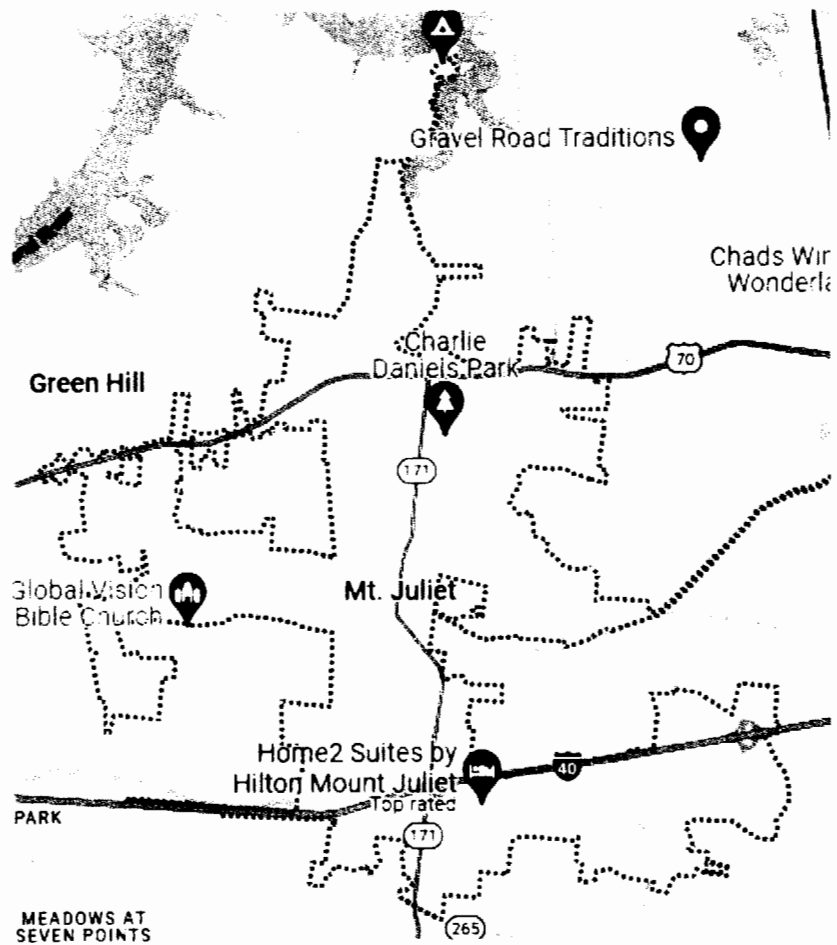 Gravel Road Traditions
Chads Win
Wonderla
Charlie
Daniels Park
70
Green Hill
171
Global Vision
Bible Church
Mt. Juliet
Home2 Suites by
Hilton Mount Juliet
Top rated
40
PARK
171
MEADOWS AT
SEVEN POINTS
265